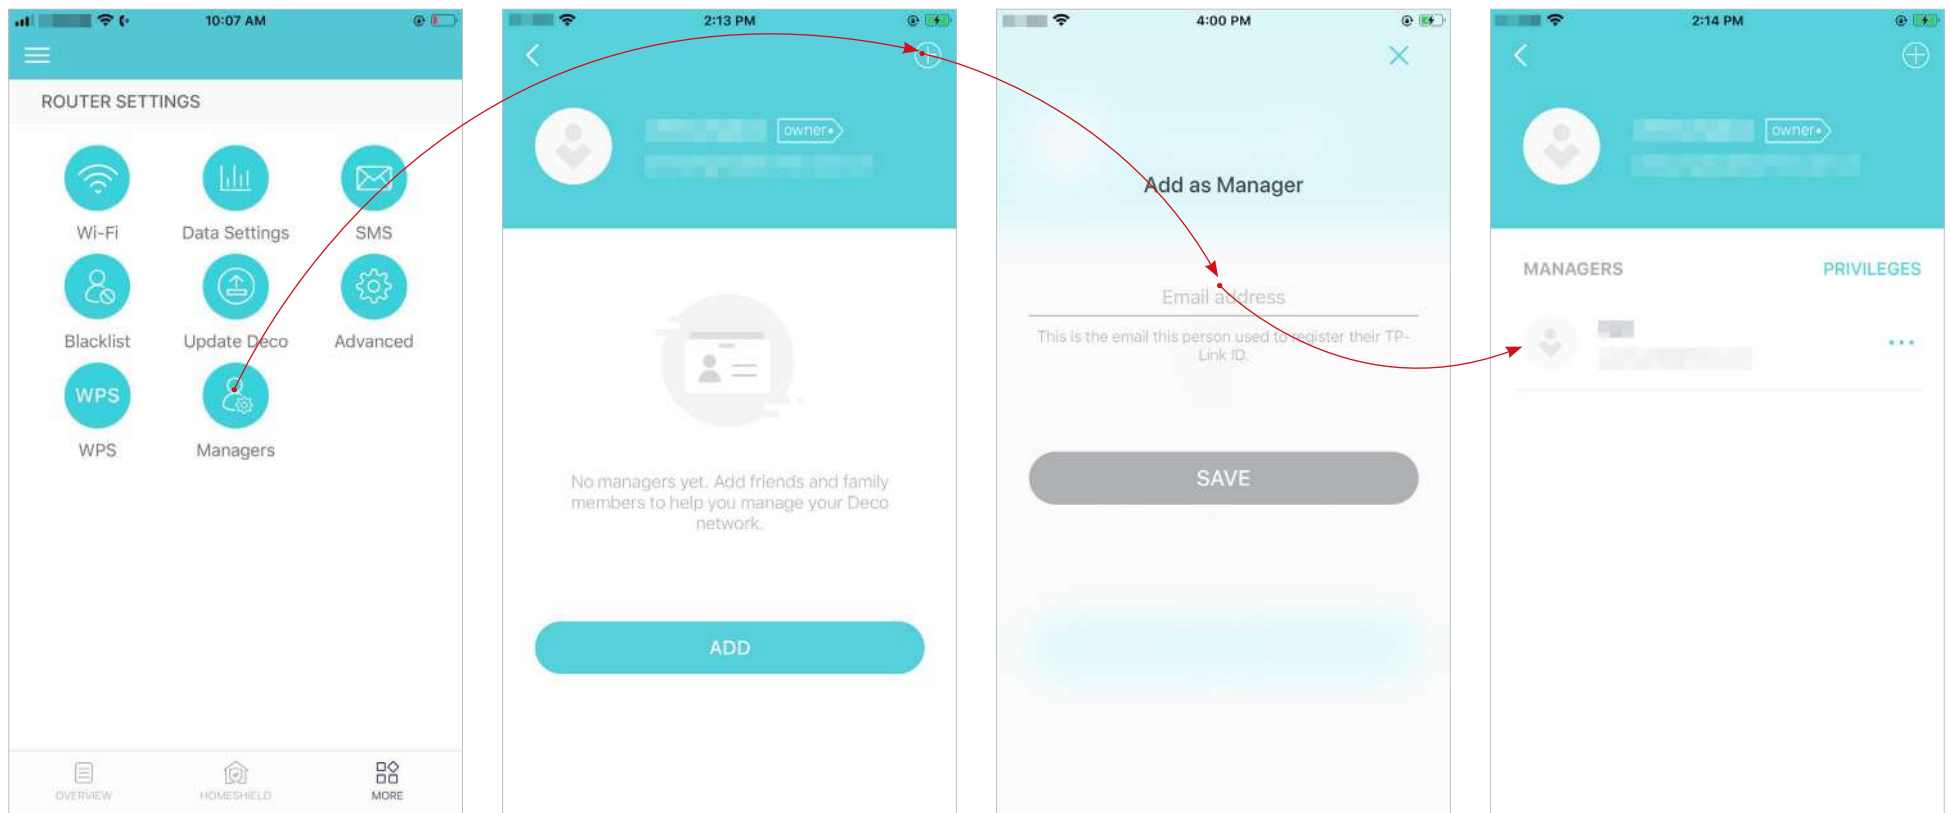 10:07 AM
ROUTER SETTINGS
Wi-Fi
Data Settings
SMS
Blacklist
Update Deco
Advanced
WPS
WPS
Managers
OVERVIEW
HOMESHIELD
MORE
2:13 PM
owner
No managers yet. Add friends and family
members to help you manage your Deco
network.
ADD
4:00 PM
Add as Manager
Email address
This is the email this person used to register their TP-
Link ID.
SAVE
2:14 PM
owner
MANAGERS
PRIVILEGES